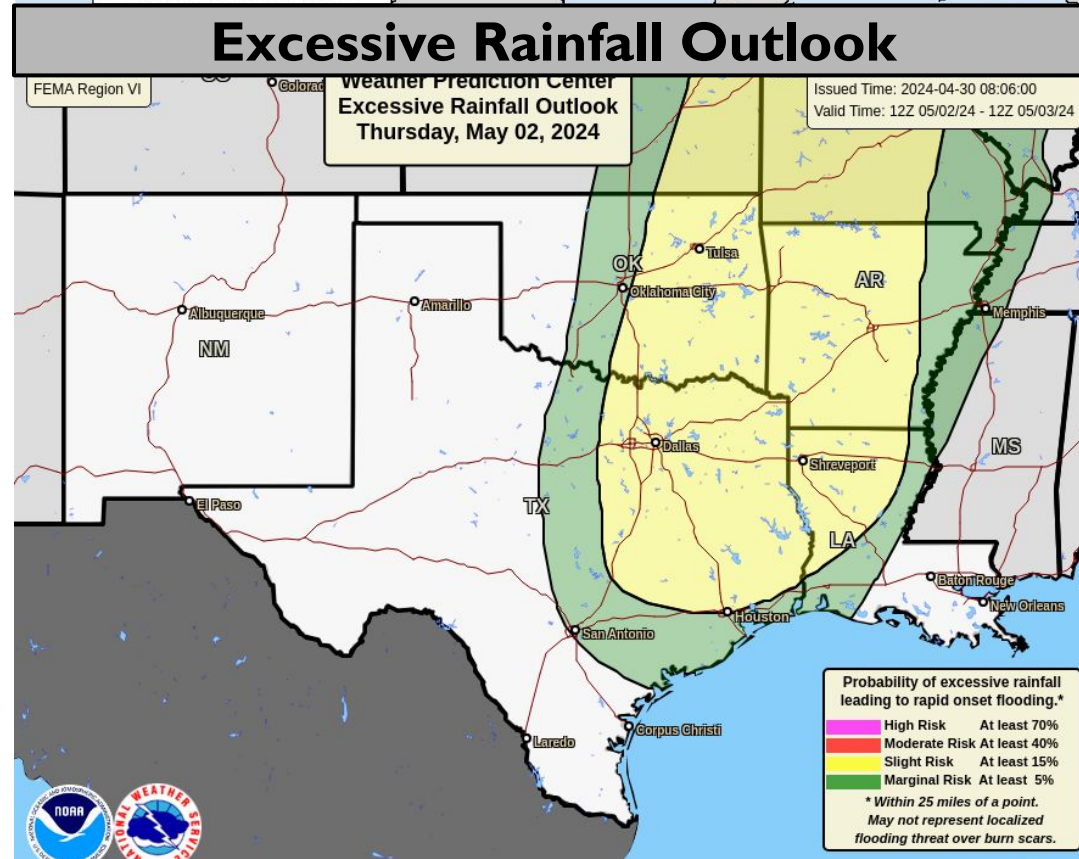 Excessive Rainfall Outlook
FEMA Region VI
Weather Prediction Center
Excessive Rainfall Outlook
Thursday, May 02, 2024
Issued Time: 2024-04-30 08:06:00
Valid Time: 12Z 05/02/24 - 12Z 05/03/24
Colorad
OK
Tulsa
Oklahoma City
AR
Albuquerque
Amarillo
Memphis
NM
Dallas
Shreveport
MS
El Paso
TX
LA
Baton Rouge
New Orleans
Houston
San Antonio
Laredo
Corpus Christi
Probability of excessive rainfall
leading to rapid onset flooding.*
High Risk At least 70%
Moderate Risk At least 40%
Slight Risk At least 15%
Marginal Risk At least 5%
* Within 25 miles of a point.
May not represent localized
flooding threat over burn scars.
NOAA
NATIONAL WEATHER SERVICE